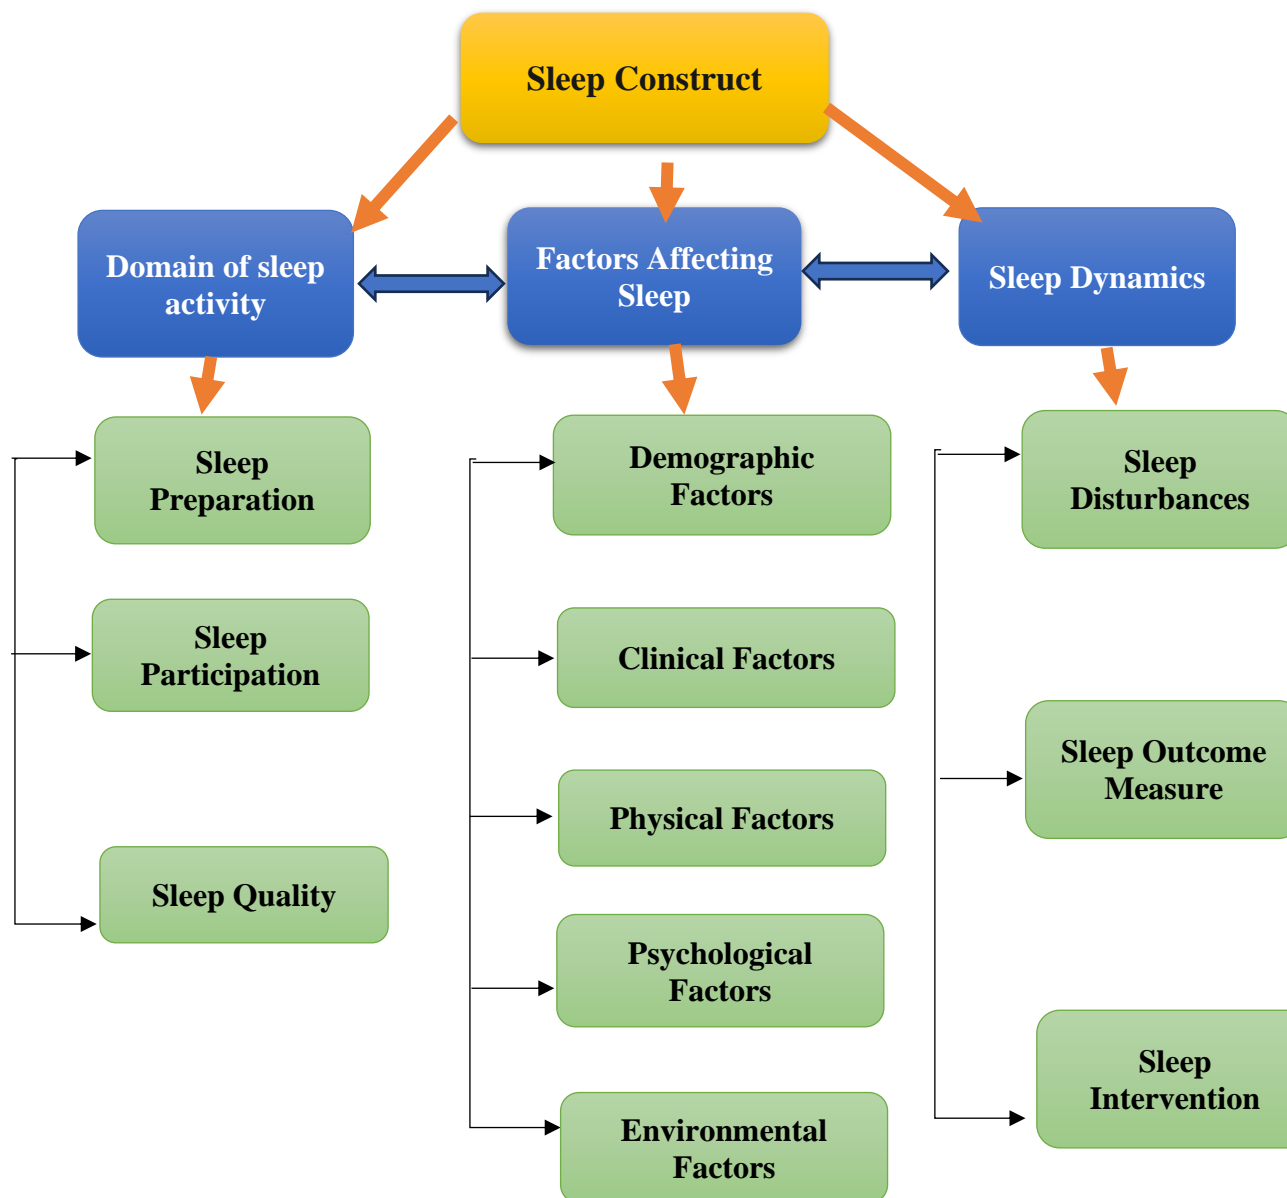 Sleep Construct
Domain of sleep
activity
Factors Affecting
Sleep
Sleep Dynamics
Sleep
Preparation
Sleep
Participation
Sleep Quality
Demographic
Factors
Clinical Factors
Physical Factors
Psychological
Factors
Environmental
Factors
Sleep
Disturbances
Sleep Outcome
Measure
Sleep
Intervention